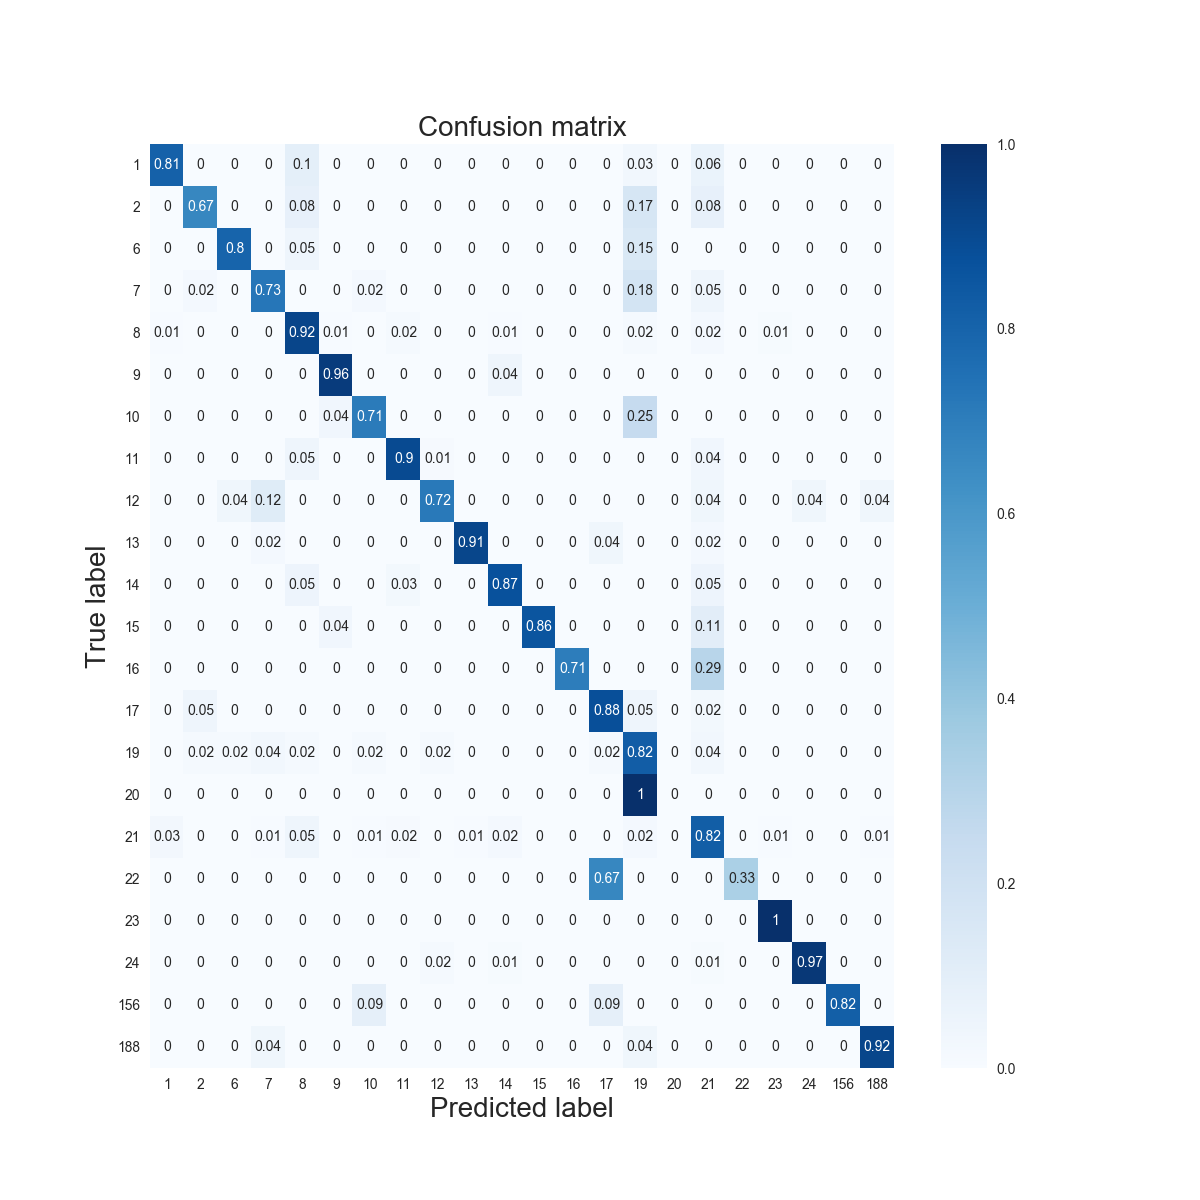 Confusion matrix
1 0.81 0 0 0 0.1 0 0 0 0 0 0 0 0 0 0.03 0 0.06 0 0 0 0 0 1.0
2 0 0.67 0 0 0.08 0 0 0 0 0 0 0 0 0 0.17 0 0.08 0 0 0 0 0
6 0 0 0.8 0 0.05 0 0 0 0 0 0 0 0 0 0.15 0 0 0 0 0 0 0
7 0 0.02 0 0.73 0 0 0.02 0 0 0 0 0 0 0 0.18 0 0.05 0 0 0 0 0
8 0.01 0 0 0 0.92 0.01 0 0.02 0 0 0.01 0 0 0 0.02 0 0.02 0 0.01 0 0 0 0.8
9 0 0 0 0 0 0.96 0 0 0 0 0.04 0 0 0 0 0 0 0 0 0 0 0
10 0 0 0 0 0 0.04 0.71 0 0 0 0 0 0 0 0.25 0 0 0 0 0 0 0
11 0 0 0 0 0.05 0 0 0.9 0.01 0 0 0 0 0 0 0 0.04 0 0 0 0 0
12 0 0 0.04 0.12 0 0 0 0 0.72 0 0 0 0 0 0 0 0.04 0 0 0.04 0 0.04 0.6
13 0 0 0 0.02 0 0 0 0 0 0.91 0 0 0 0.04 0 0 0.02 0 0 0 0 0
14 0 0 0 0 0.05 0 0 0.03 0 0 0.87 0 0 0 0 0 0.05 0 0 0 0 0
15 0 0 0 0 0 0.04 0 0 0 0 0 0.86 0 0 0 0 0.11 0 0 0 0 0
16 0 0 0 0 0 0 0 0 0 0 0 0 0.71 0 0 0 0.29 0 0 0 0 0
17 0 0.05 0 0 0 0 0 0 0 0 0 0 0 0.88 0.05 0 0.02 0 0 0 0 0 0.4
19 0 0.02 0.02 0.04 0.02 0 0.02 0 0.02 0 0 0 0 0.02 0.82 0 0.04 0 0 0 0 0
20 0 0 0 0 0 0 0 0 0 0 0 0 0 0 1 0 0 0 0 0 0 0
21 0.03 0 0 0.01 0.05 0 0.01 0.02 0 0.01 0.02 0 0 0 0.02 0 0.82 0 0.01 0 0 0.01
22 0 0 0 0 0 0 0 0 0 0 0 0 0 0.67 0 0 0 0.33 0 0 0 0 0.2
23 0 0 0 0 0 0 0 0 0 0 0 0 0 0 0 0 0 0 1 0 0 0
24 0 0 0 0 0 0 0 0 0.02 0 0.01 0 0 0 0 0 0.01 0 0 0.97 0 0
156 0 0 0 0 0 0 0.09 0 0 0 0 0 0 0.09 0 0 0 0 0 0 0.82 0
188 0 0 0 0.04 0 0 0 0 0 0 0 0 0 0 0.04 0 0 0 0 0 0 0.92 0.0
1 2 6 7 8 9 10 11 12 13 14 15 16 17 19 20 21 22 23 24 156 188
Predicted label
True label